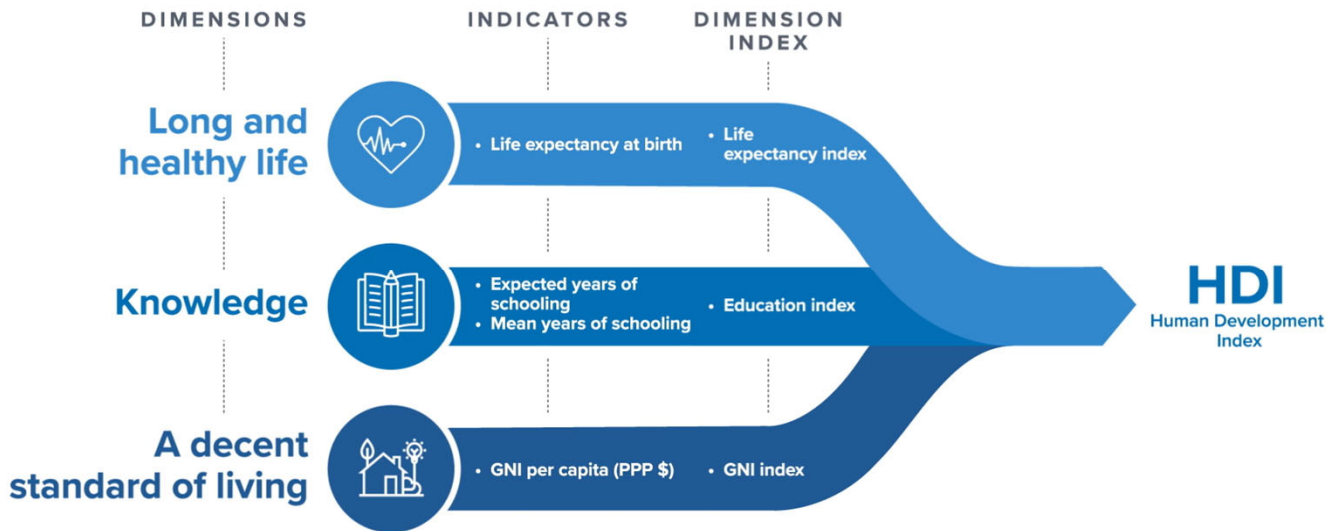 DIMENSIONS
INDICATORS
DIMENSION
INDEX
Long and
healthy life
• Life expectancy at birth
• Life
expectancy index
Knowledge
• Expected years of
schooling
• Mean years of schooling
• Education index
HDI
Human Development
Index
A decent
standard of living
• GNI per capita (PPP $)
• GNI index